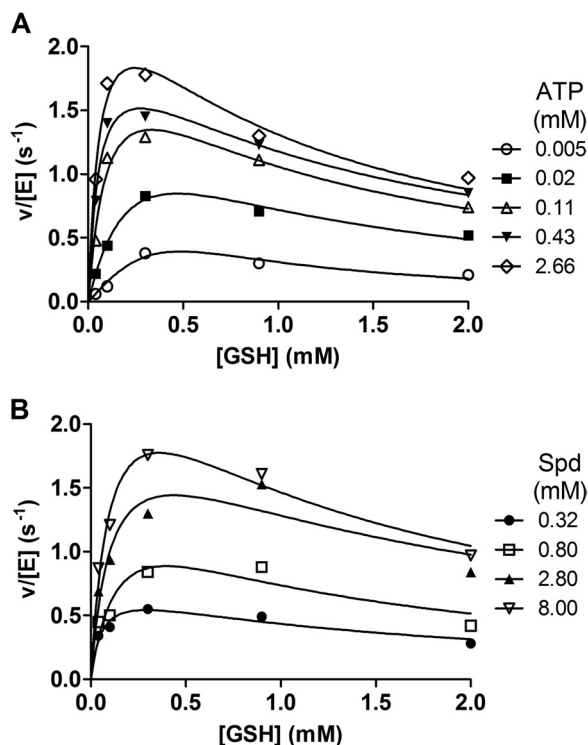 A
v/[E] (s⁻¹)
2.0
1.5
1.0
0.5
0.0
0.0 0.5 1.0 1.5 2.0
[GSH] (mM)
ATP
(mM)
0.005
0.02
0.11
0.43
2.66
B
v/[E] (s⁻¹)
2.0
1.5
1.0
0.5
0.0
0.0 0.5 1.0 1.5 2.0
[GSH] (mM)
Spd
(mM)
0.32
0.80
2.80
8.00